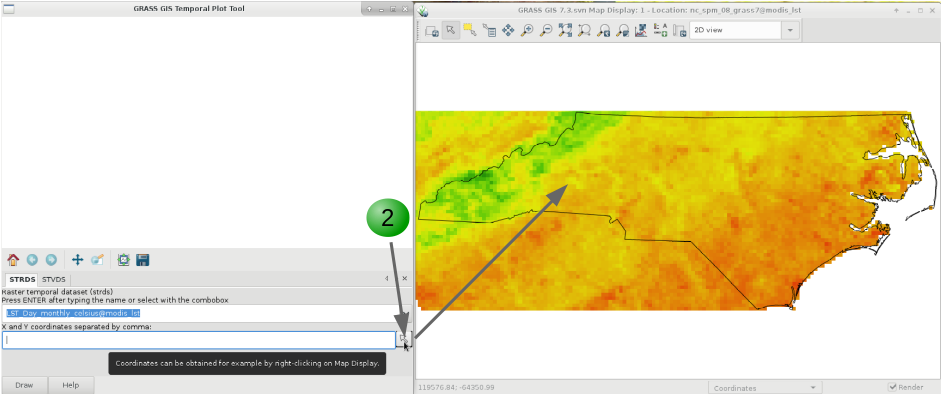 GRASS GIS Temporal Plot Tool
GRASS GIS 7.3.svn Map Display: 1 - Location: nc_spm_08_grass7@modis_lst
2D view
2
STRDS STVDS
Raster temporal dataset (strds)
Press ENTER after typing the name or select with the combobox
LST_Day_monthly_celsius@modis_lst
X and Y coordinates separated by comma:
Coordinates can be obtained for example by right-clicking on Map Display.
Draw Help
119576.84; -64350.99
Coordinates
Render